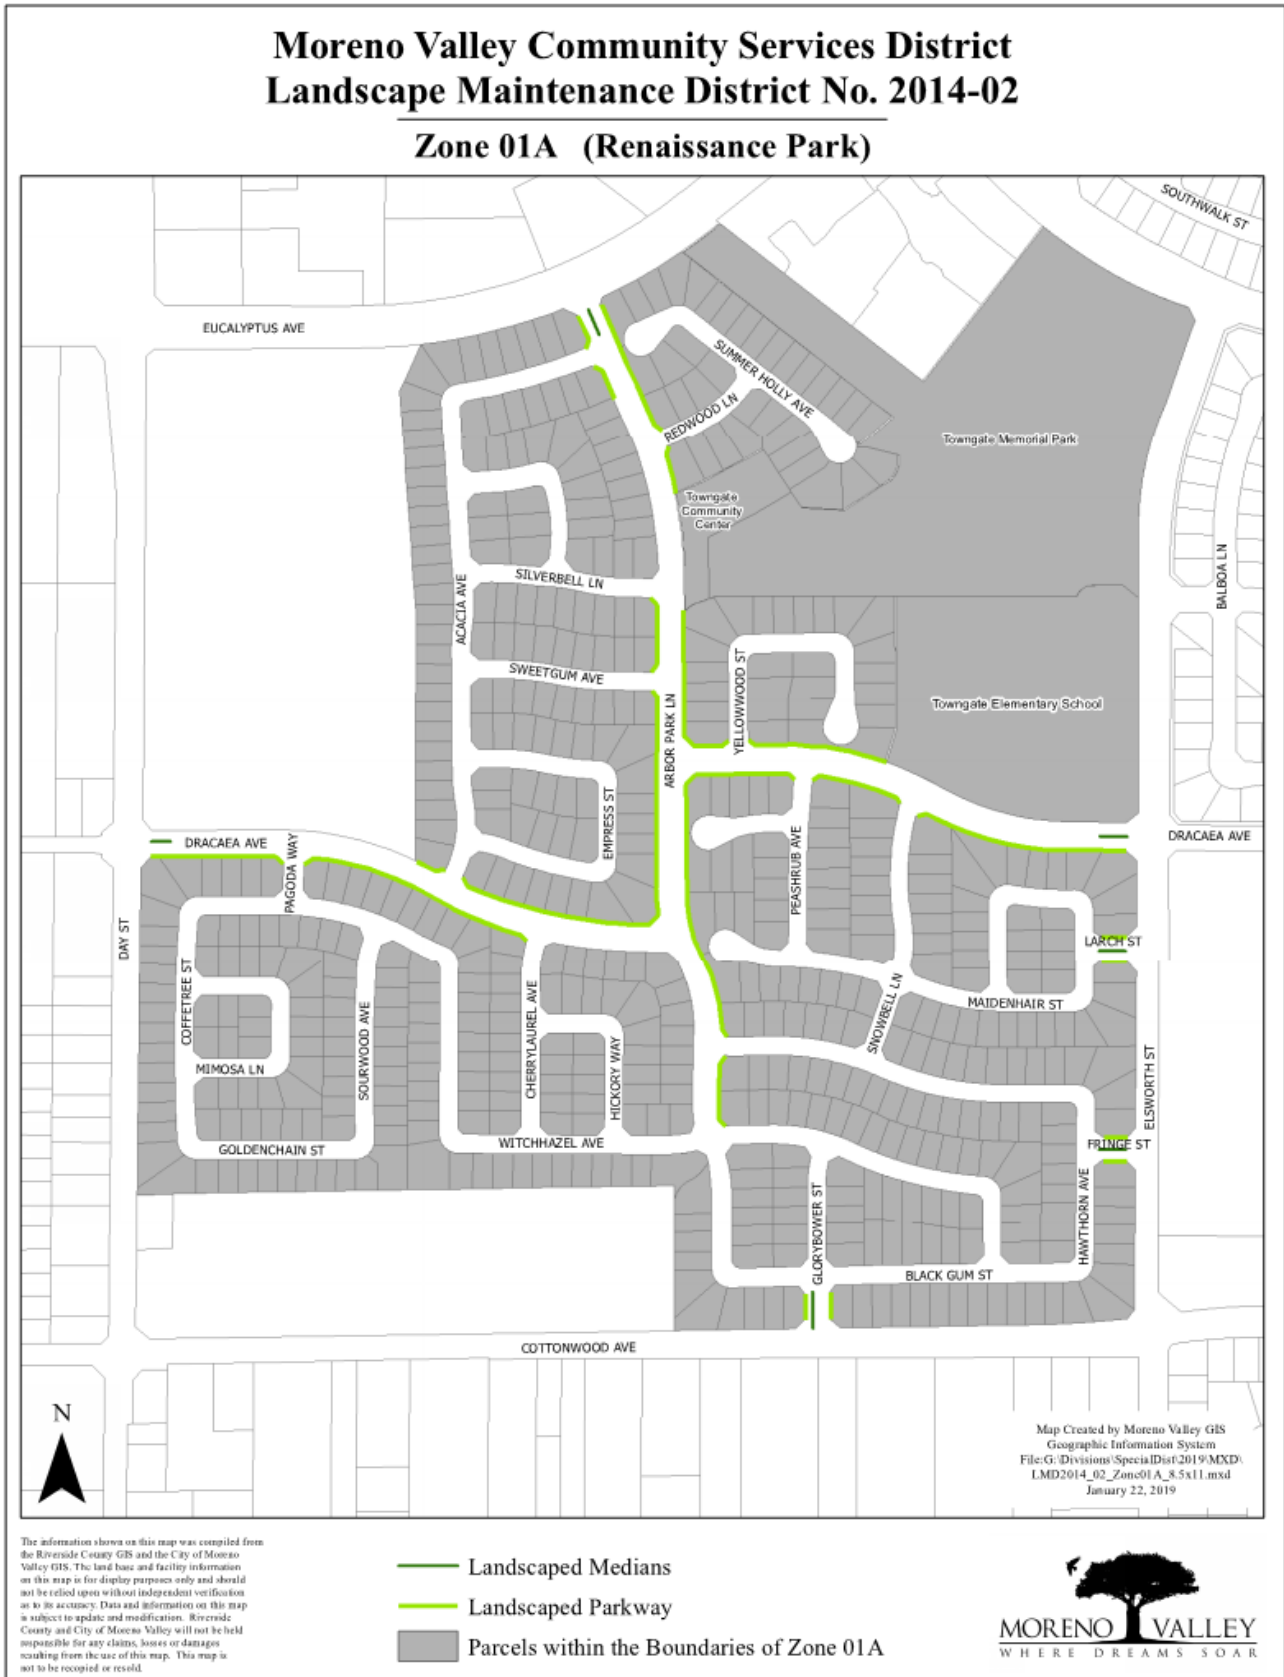 Moreno Valley Community Services District
Landscape Maintenance District No. 2014-02
Zone 01A (Renaissance Park)
SOUTHWALK ST
EUCALYPTUS AVE
SUMMER HOLLY AVE
REDWOOD LN
Towngate Memorial Park
Towngate
Community
Center
SILVERBELL LN
ACACIA AVE
BALBOA LN
SWEETGUM AVE
YELLOWWOOD ST
ARBOR PARK LN
Towngate Elementary School
EMPRESS ST
DRACAEA AVE
DRACAEA AVE
PAGODA WAY
PEASHRUB AVE
DAY ST
LARCH ST
COFFETREE ST
SOURWOOD AVE
CHERRYLAUREL AVE
MAIDENHAIR ST
SNOWBELL LN
MIMOSA LN
HICKORY WAY
ELSWORTH ST
GOLDENCHAIN ST
WITCHHAZEL AVE
FRINGE ST
GLORYBOWER ST
HAWTHORN AVE
BLACK GUM ST
COTTONWOOD AVE
N
Map Created by Moreno Valley GIS
Geographic Information System
File:G:\Divisions\SpecialDist\2019\MXD\
LMD2014_02_Zone01A_8.5x11.mxd
January 22, 2019
The information shown on this map was compiled from
the Riverside County GIS and the City of Moreno
Valley GIS. The land base and facility information
on this map is for display purposes only and should
not be relied upon without independent verification
as to its accuracy. Data and information on this map
is subject to update and modification. Riverside
County and City of Moreno Valley will not be held
responsible for any claims, losses or damages
resulting from the use of this map. This map is
not to be recopied or resold.
Landscaped Medians
Landscaped Parkway
Parcels within the Boundaries of Zone 01A
MORENO VALLEY
WHERE DREAMS SOAR